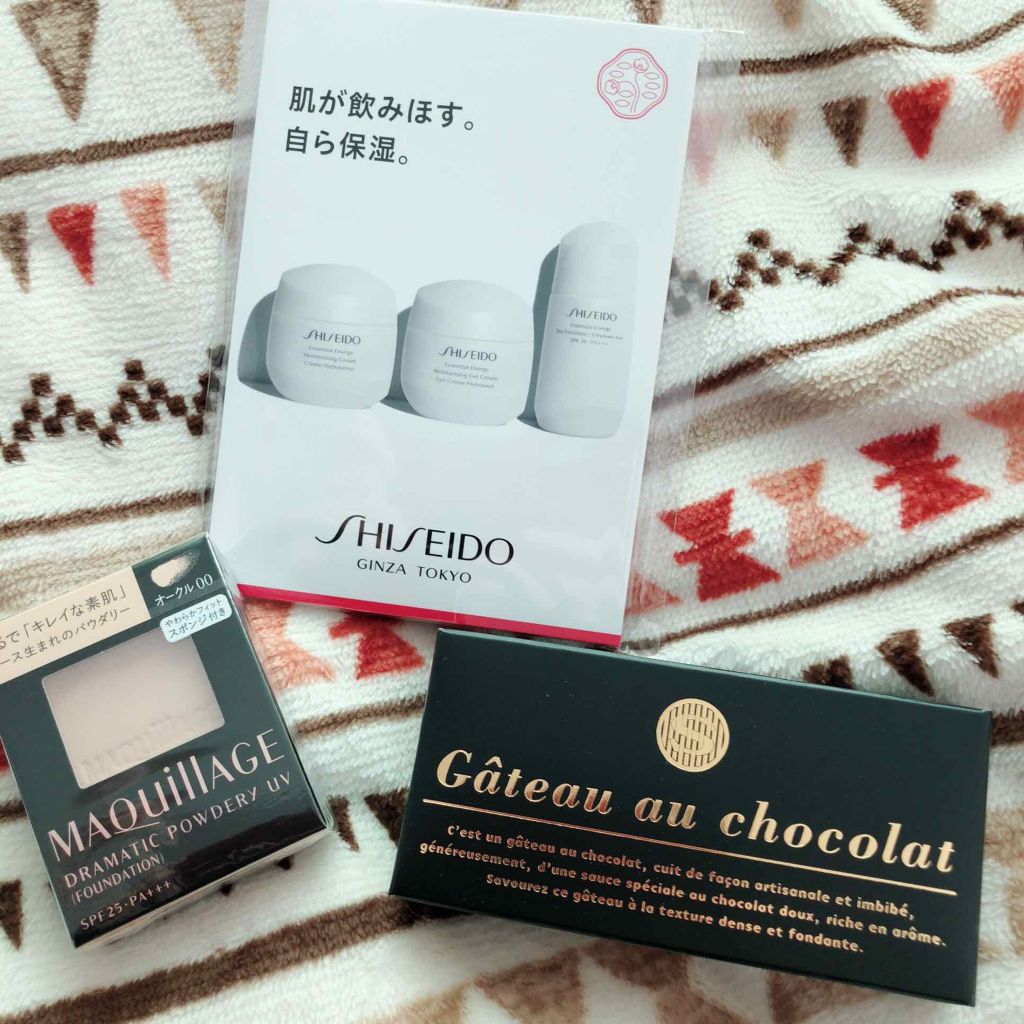 肌が飲みほす。
自ら保湿。
SHISEIDO
Essential Energy
Moisturizing Cream
Crème Hydratante
SHISEIDO
Essential Energy
Moisturizing Gel Cream
Gel-Crème Hydratant
SHISEIDO
Essential Energy
SHISEIDO
GINZA TOKYO
オークル00
るで「キレイな素肌」
ース生まれのパウダリー
やわらかフィット
スポンジ付き
MAQUillAGE
DRAMATIC POWDERY UV
(FOUNDATION)
SPF25・PA+++
S
Gâteau au chocolat
C'est un gâteau au chocolat, cuit de façon artisanale et imbibé,
généreusement, d'une sauce spéciale au chocolat doux, riche en arôme.
Savourez ce gâteau à la texture dense et fondante.